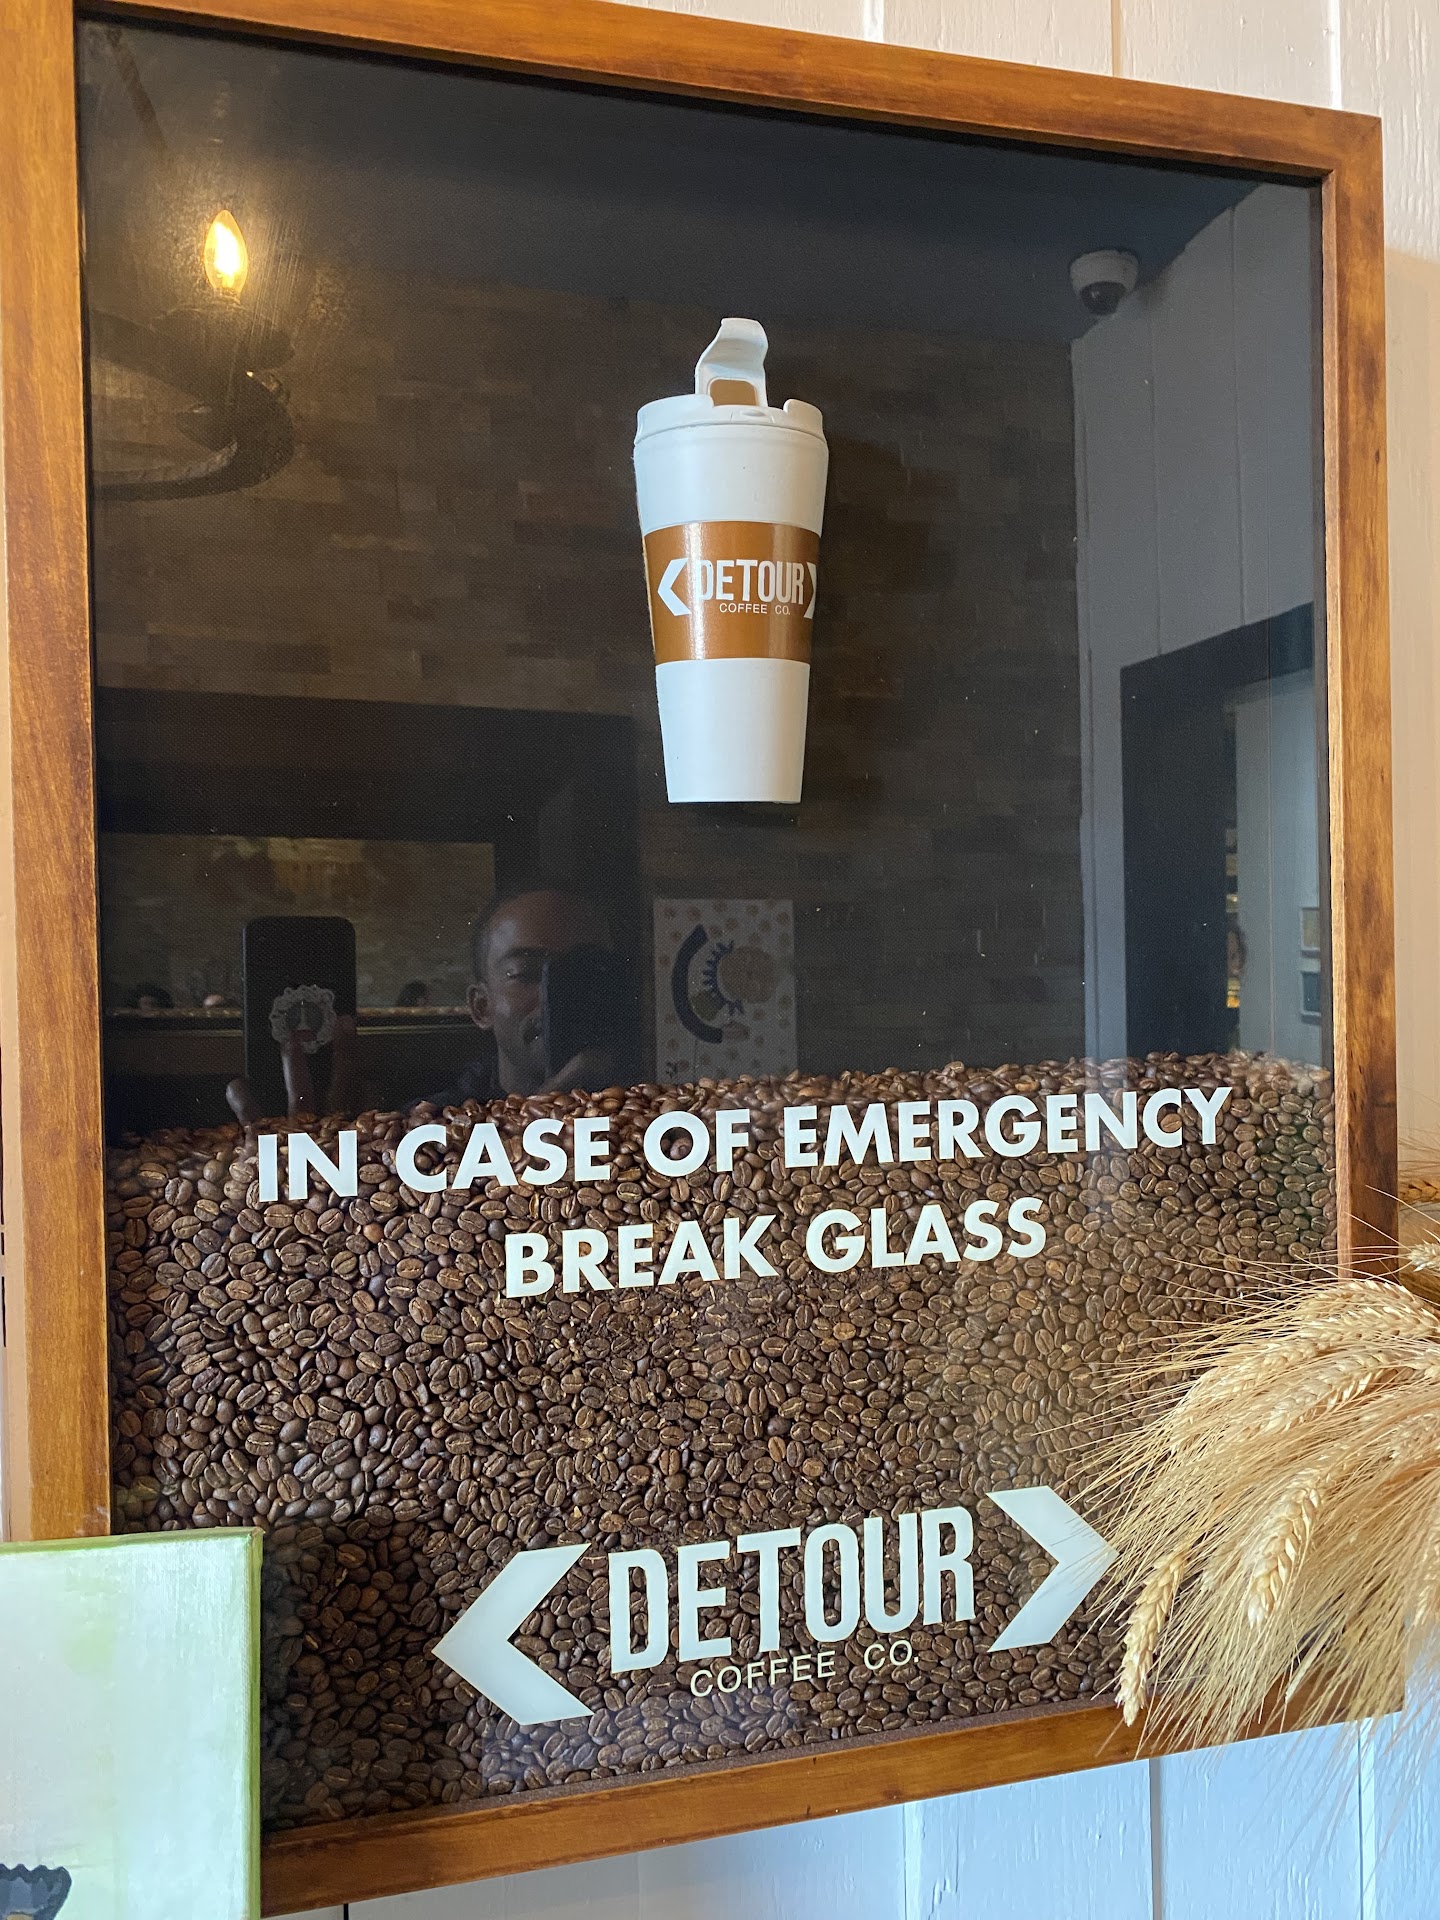 DETOUR
COFFEE CO.
IN CASE OF EMERGENCY
BREAK GLASS
DETOUR
COFFEE CO.